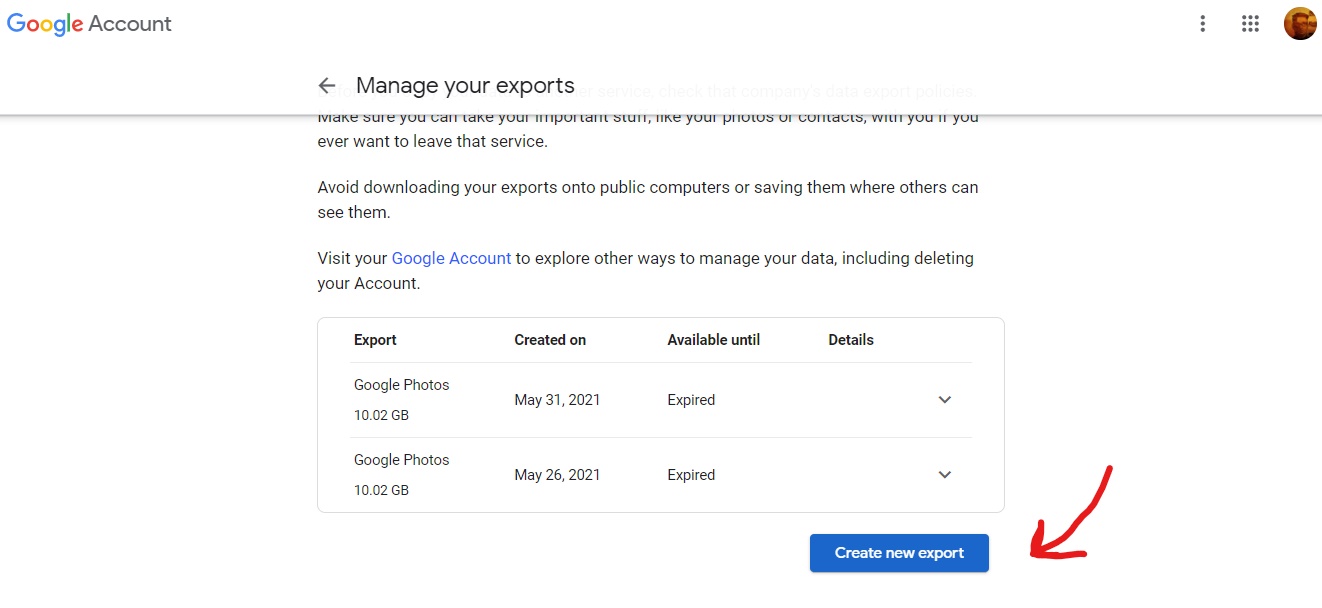 Google Account
Manage your exports
service, check that company's data export policies.
Make sure you can take your important stuff, like your photos or contacts, with you if you
ever want to leave that service.
Avoid downloading your exports onto public computers or saving them where others can
see them.
Visit your Google Account to explore other ways to manage your data, including deleting
your Account.
Export Created on Available until Details
Google Photos
10.02 GB
May 31, 2021 Expired
Google Photos
10.02 GB
May 26, 2021 Expired
Create new export